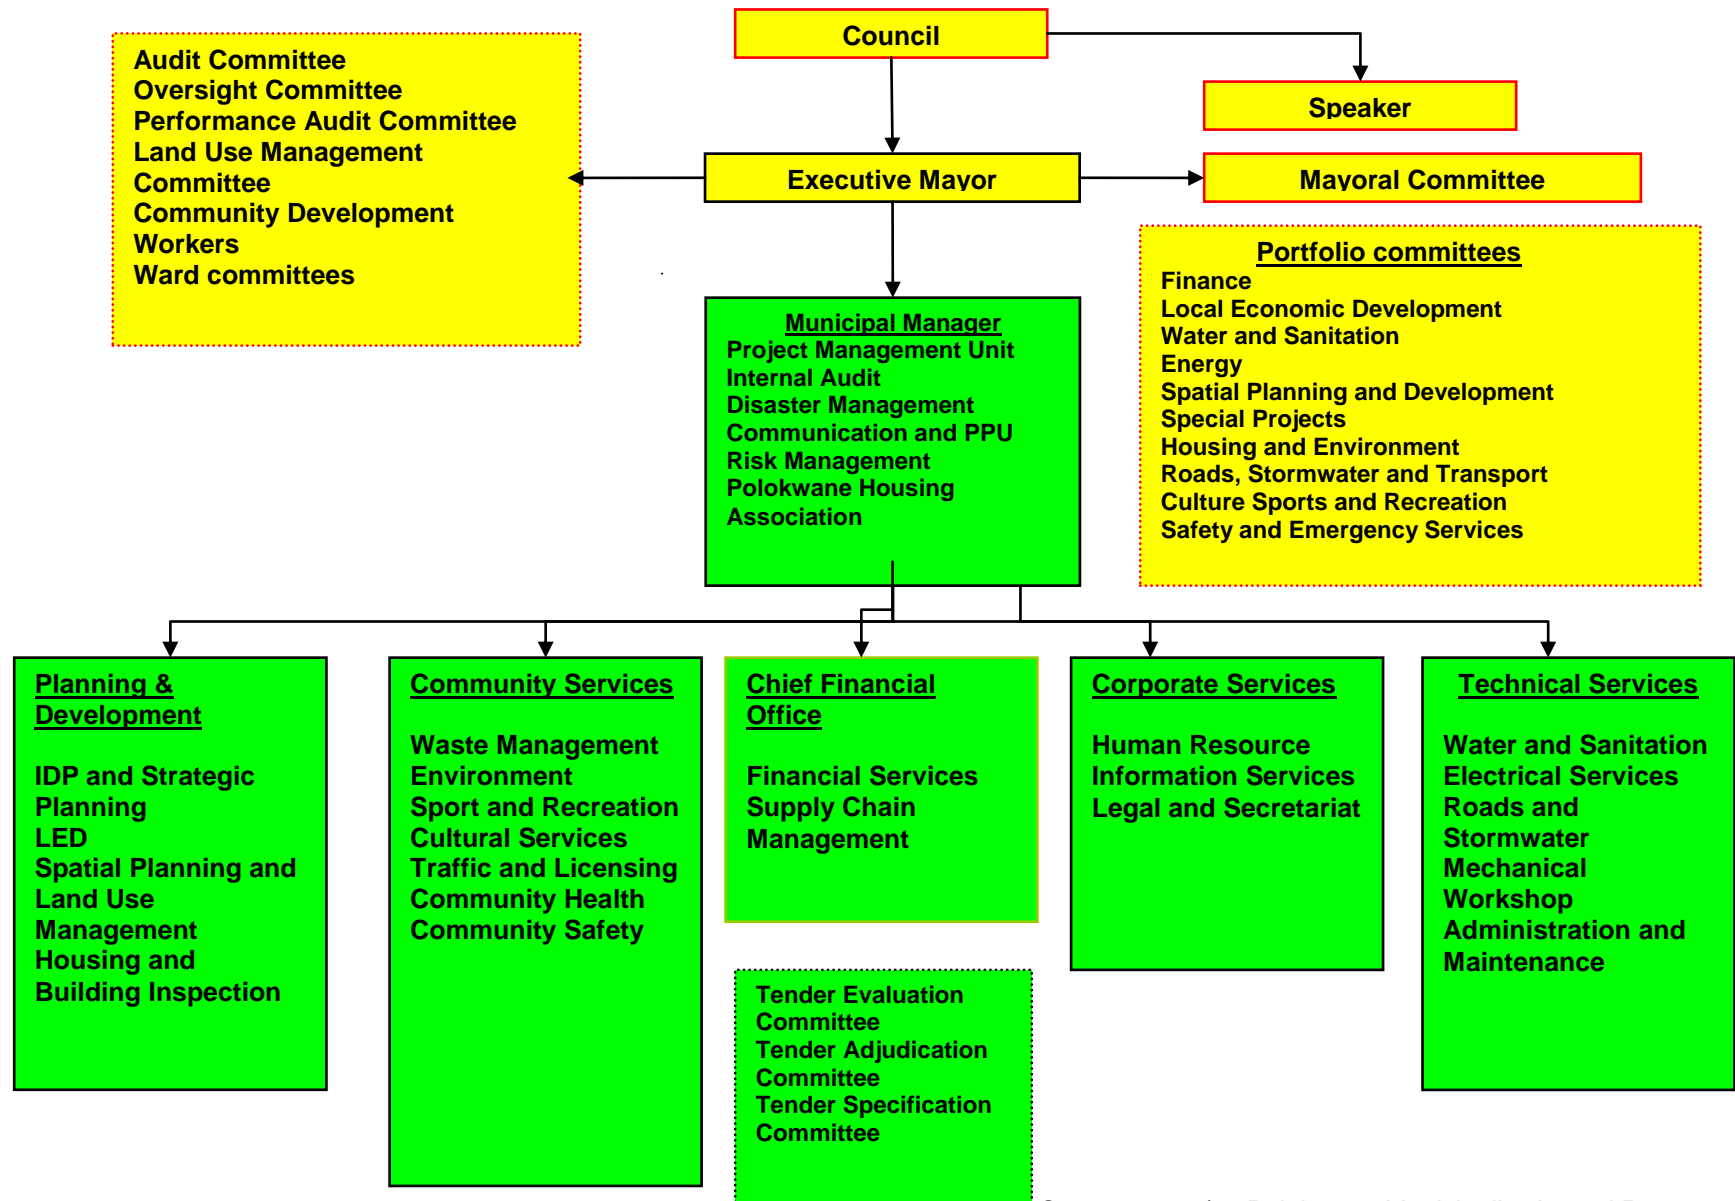 Council
Speaker
Audit Committee
Oversight Committee
Performance Audit Committee
Land Use Management
Committee
Community Development
Workers
Ward committees
Executive Mayor
Mayoral Committee
Portfolio committees
Finance
Local Economic Development
Water and Sanitation
Energy
Spatial Planning and Development
Special Projects
Housing and Environment
Roads, Stormwater and Transport
Culture Sports and Recreation
Safety and Emergency Services
Municipal Manager
Project Management Unit
Internal Audit
Disaster Management
Communication and PPU
Risk Management
Polokwane Housing
Association
Planning &
Development
IDP and Strategic
Planning
LED
Spatial Planning and
Land Use
Management
Housing and
Building Inspection
Community Services
Waste Management
Environment
Sport and Recreation
Cultural Services
Traffic and Licensing
Community Health
Community Safety
Chief Financial
Office
Financial Services
Supply Chain
Management
Tender Evaluation
Committee
Tender Adjudication
Committee
Tender Specification
Committee
Corporate Services
Human Resource
Information Services
Legal and Secretariat
Technical Services
Water and Sanitation
Electrical Services
Roads and
Stormwater
Mechanical
Workshop
Administration and
Maintenance